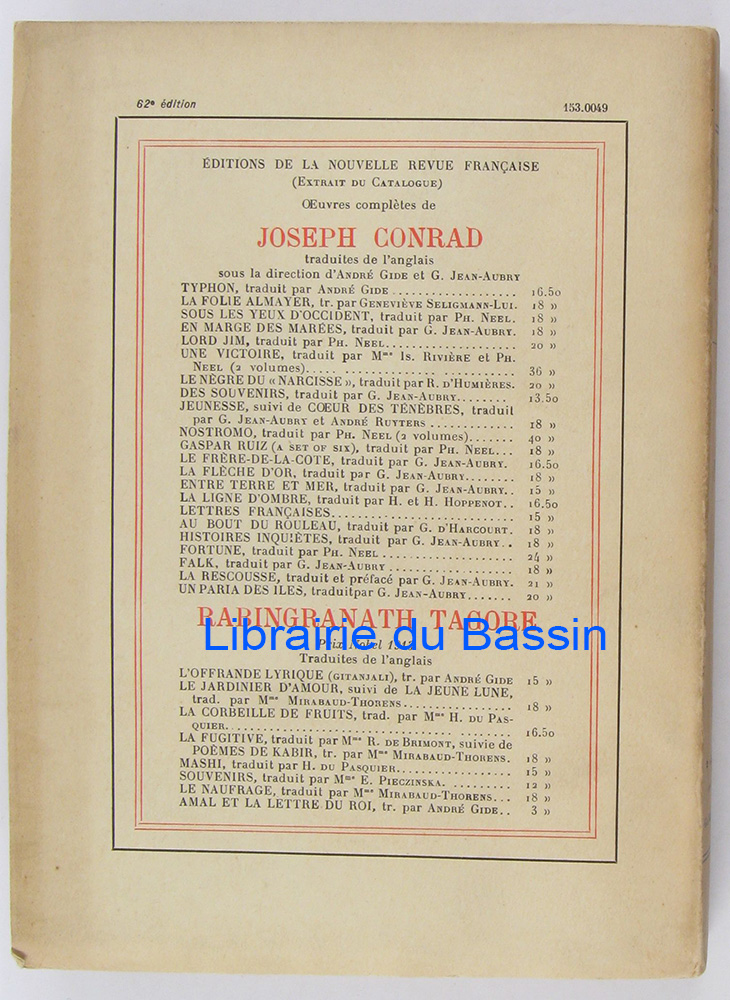 62e édition 153.0049
ÉDITIONS DE LA NOUVELLE REVUE FRANÇAISE
(EXTRAIT DU CATALOGUE)
Œuvres complètes de
JOSEPH CONRAD
traduites de l'anglais
sous la direction d'ANDRÉ GIDE et G. JEAN-AUBRY
TYPHON, traduit par ANDRÉ GIDE ................... 16.50
LA FOLIE ALMAYER, tr. par GENEVIÈVE SELIGMANN-LUI. 18 »
SOUS LES YEUX D'OCCIDENT, traduit par PH. NEEL. 18 »
EN MARGE DES MARÉES, traduit par G. JEAN-AUBRY. 18 »
LORD JIM, traduit par PH. NEEL.................... 20 »
UNE VICTOIRE, traduit par Mme IS. RIVIÈRE et PH.
NEEL (2 volumes)..... ..................... ........ 36 »
LE NÈGRE DU « NARCISSE », traduit par R. D'HUMIÈRES. 20 »
DES SOUVENIRS, traduit par G. JEAN-AUBRY........ 13.50
JEUNESSE, suivi de CŒUR DES TÉNÈBRES, traduit
par G. JEAN-AUBRY et ANDRÉ RUYTERS ............. 18 »
NOSTROMO, traduit par PH. NEEL (2 volumes)....... 40 »
GASPAR RUIZ (A SET OF SIX), traduit par PH. NEEL... 18 »
LE FRÈRE-DE-LA-COTE, traduit par G. JEAN-AUBRY. 16.50
LA FLÈCHE D'OR, traduit par G. JEAN-AUBRY........ 18 »
ENTRE TERRE ET MER, traduit par G. JEAN-AUBRY.. 15 »
LA LIGNE D'OMBRE, traduit par H. et H. HOPPENOT.. 16.50
LETTRES FRANÇAISES............................ 15 »
AU BOUT DU ROULEAU, traduit par G. D'HARCOURT. 18 »
HISTOIRES INQUIÈTES, traduit par G. JEAN-AUBRY.. 18 »
FORTUNE, traduit par PH. NEEL .................... 24 »
FALK, traduit par G. JEAN-AUBRY ................... 18 »
LA RESCOUSSE, traduit et préfacé par G. JEAN-AUBRY. 21 »
UN PARIA DES ILES, traduitpar G. JEAN-AUBRY....... 20 »
RABINGRANATH TAGORE
Librairie du Bassin
Prix Nobel
Traduites de l'anglais
L'OFFRANDE LYRIQUE (GITANJALI), tr. par ANDRÉ GIDE 15 »
LE JARDINIER D'AMOUR, suivi de LA JEUNE LUNE,
trad. par Mme MIRABAUD-THORENS................. 18 »
LA CORBEILLE DE FRUITS, trad. par Mme H. DU PAS-
QUIER................................... ........ 16.50
LA FUGITIVE, traduit par Mme R. DE BRIMONT, suivie de
POÈMES DE KABIR, tr. par Mme MIRABAUD-THORENS. 18 »
MASHI, traduit par H. DU PASQUIER.................. 15 »
SOUVENIRS, traduit par Mme E. PIECZINSKA. .......... 12 »
LE NAUFRAGE, traduit par Mme MIRABAUD-THORENS... 18 »
AMAL ET LA LETTRE DU ROI, tr. par ANDRÉ GIDE.. 3 »